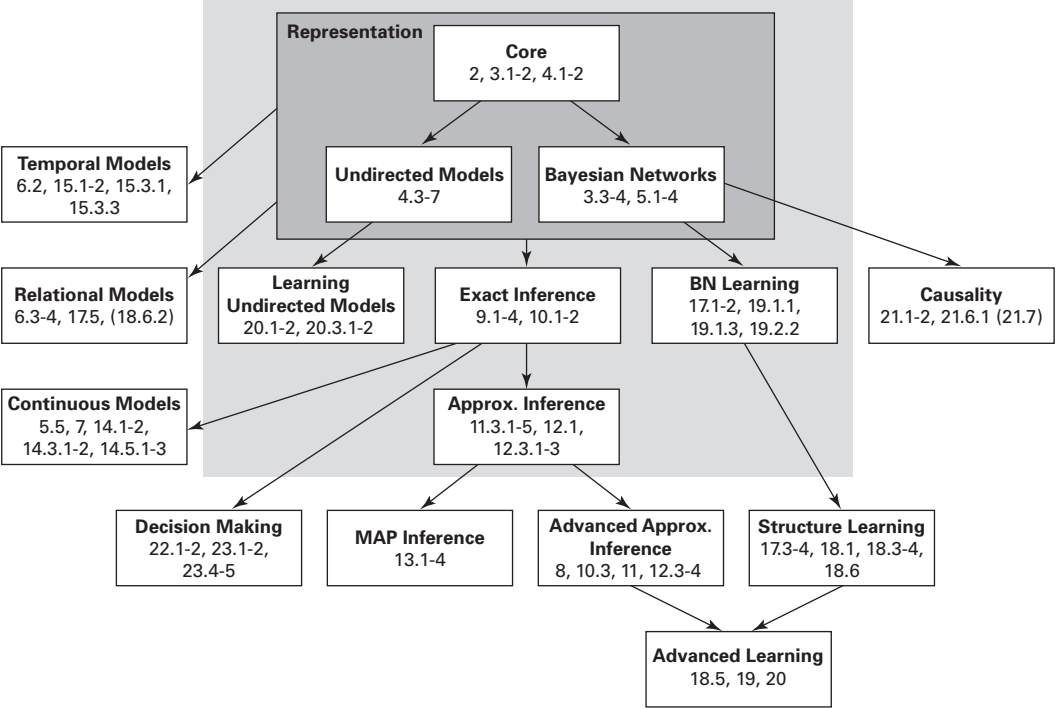 Representation
Core
2, 3.1-2, 4.1-2
Temporal Models
6.2, 15.1-2, 15.3.1,
15.3.3
Undirected Models
4.3-7
Bayesian Networks
3.3-4, 5.1-4
Relational Models
6.3-4, 17.5, (18.6.2)
Learning
Undirected Models
20.1-2, 20.3.1-2
Exact Inference
9.1-4, 10.1-2
BN Learning
17.1-2, 19.1.1,
19.1.3, 19.2.2
Causality
21.1-2, 21.6.1 (21.7)
Continuous Models
5.5, 7, 14.1-2,
14.3.1-2, 14.5.1-3
Approx. Inference
11.3.1-5, 12.1,
12.3.1-3
Decision Making
22.1-2, 23.1-2,
23.4-5
MAP Inference
13.1-4
Advanced Approx.
Inference
8, 10.3, 11, 12.3-4
Structure Learning
17.3-4, 18.1, 18.3-4,
18.6
Advanced Learning
18.5, 19, 20